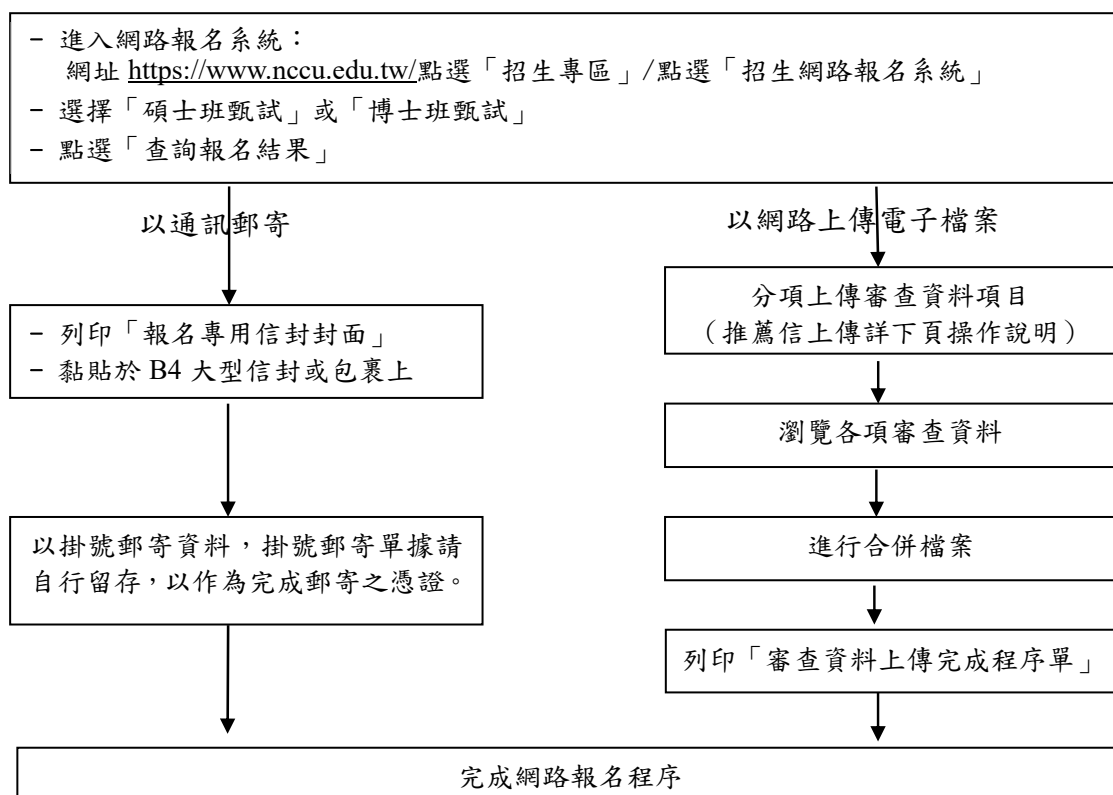 - 進入網路報名系統：
網址 https://www.nccu.edu.tw/點選「招生專區」/點選「招生網路報名系統」
- 選擇「碩士班甄試」或「博士班甄試」
- 點選「查詢報名結果」
以通訊郵寄
- 列印「報名專用信封封面」
- 黏貼於 B4 大型信封或包裹上
以掛號郵寄資料，掛號郵寄單據請
自行留存，以作為完成郵寄之憑證。
以網路上傳電子檔案
分項上傳審查資料項目
（推薦信上傳詳下頁操作說明）
瀏覽各項審查資料
進行合併檔案
列印「審查資料上傳完成程序單」
完成網路報名程序